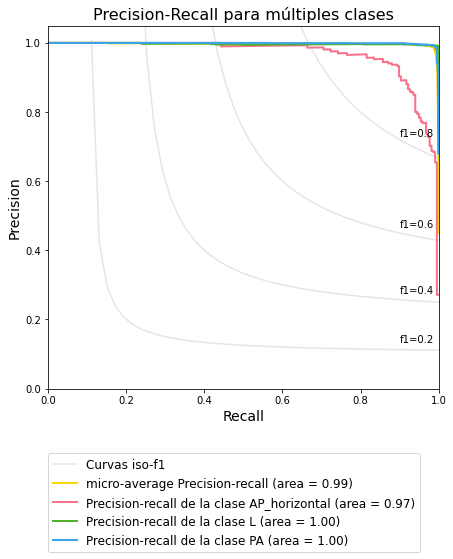 Precision-Recall para múltiples clases
1.0
0.8
0.6
0.4
0.2
0.0
Precision
f1=0.8
f1=0.6
f1=0.4
f1=0.2
0.0 0.2 0.4 0.6 0.8 1.0
Recall
Curvas iso-f1
micro-average Precision-recall (area = 0.99)
Precision-recall de la clase AP_horizontal (area = 0.97)
Precision-recall de la clase L (area = 1.00)
Precision-recall de la clase PA (area = 1.00)